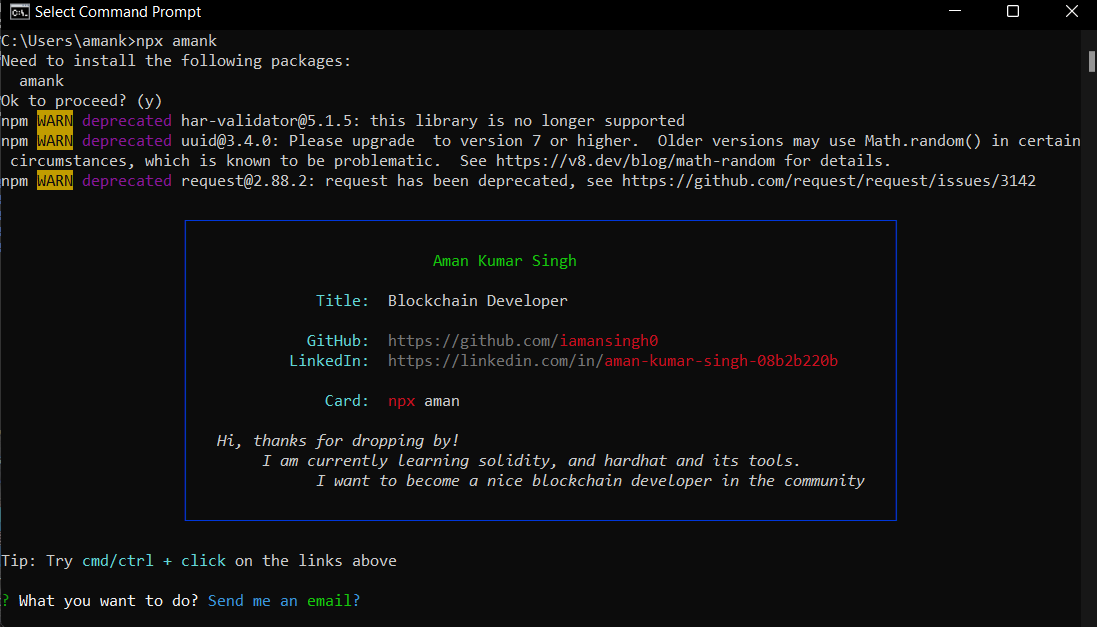 Select Command Prompt
C:\Users\amank>npx amank
Need to install the following packages:
  amank
Ok to proceed? (y)
npm WARN deprecated har-validator@5.1.5: this library is no longer supported
npm WARN deprecated uuid@3.4.0: Please upgrade  to version 7 or higher.  Older versions may use Math.random() in certain
 circumstances, which is known to be problematic.  See https://v8.dev/blog/math-random for details.
npm WARN deprecated request@2.88.2: request has been deprecated, see https://github.com/request/request/issues/3142
Aman Kumar Singh
Title:  Blockchain Developer
GitHub:  https://github.com/iamansingh0
LinkedIn:  https://linkedin.com/in/aman-kumar-singh-08b2b220b
Card:  npx aman
Hi, thanks for dropping by!
I am currently learning solidity, and hardhat and its tools.
I want to become a nice blockchain developer in the community
Tip: Try cmd/ctrl + click on the links above
? What you want to do? Send me an email?